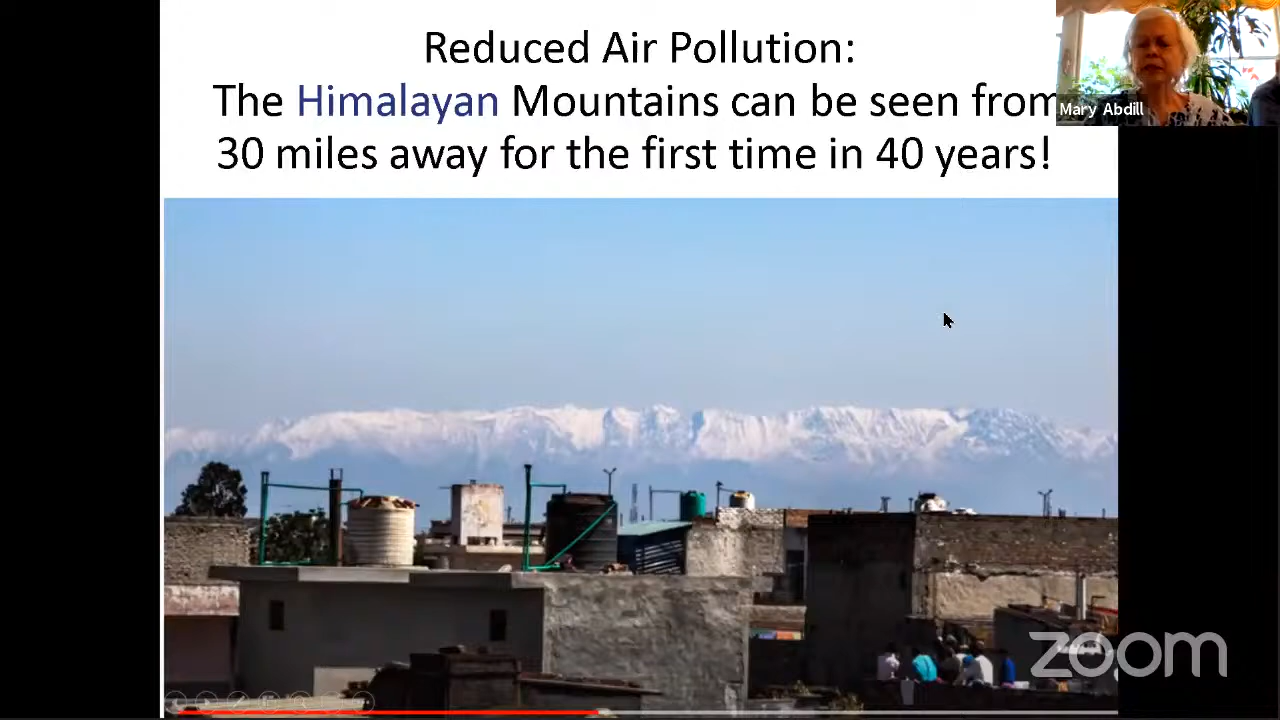 Reduced Air Pollution:
The Himalayan Mountains can be seen from
30 miles away for the first time in 40 years!
Mary Abdill
zoom